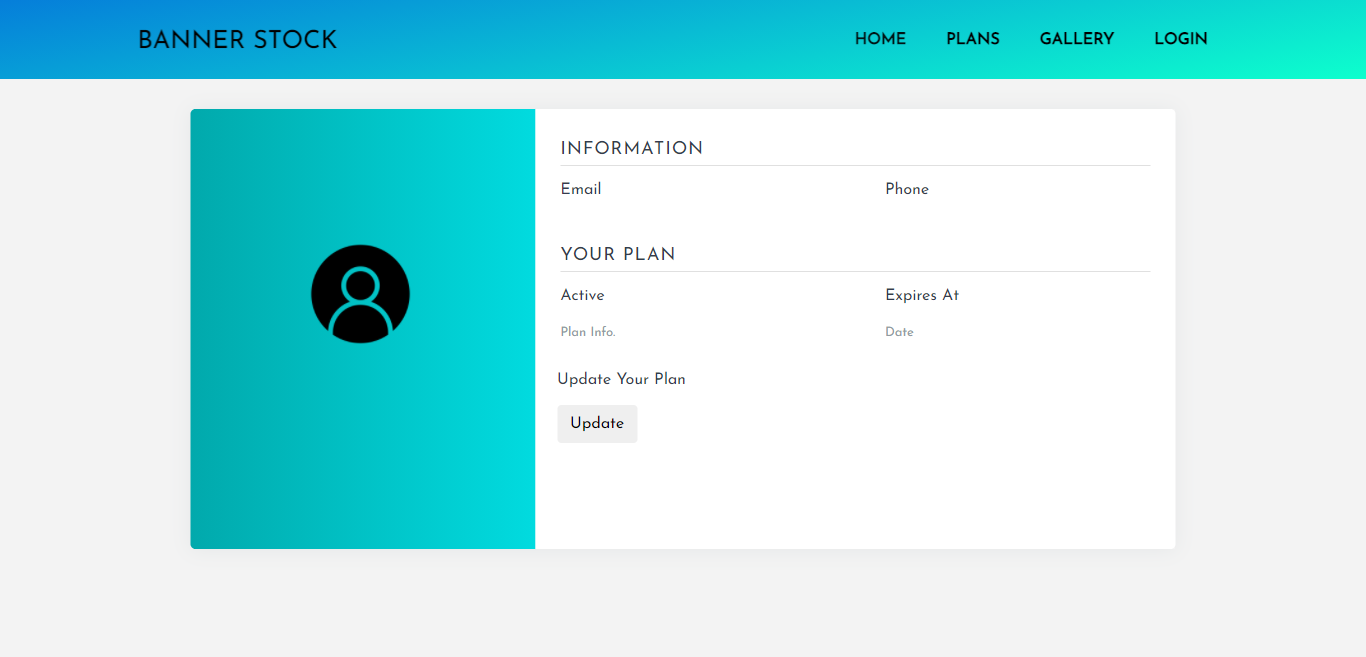 BANNER STOCK
HOME PLANS GALLERY LOGIN
INFORMATION
Email Phone
YOUR PLAN
Active Expires At
Plan Info. Date
Update Your Plan
Update